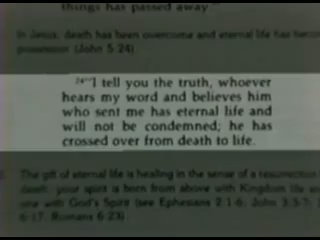 things has passed away"
In Jesus, death has been overcome and eternal life has become
possession (John 5:24)
24"I tell you the truth, whoever
hears my word and believes him
who sent me has eternal life and
will not be condemned; he has
crossed over from death to life.
The gift of eternal life is healing in the sense of a resurrection
death: your spirit is born from above with Kingdom life
one with God's Spirit (see Ephesians 2:1-6; John 3:5-7;
6-17; Romans 6:23)